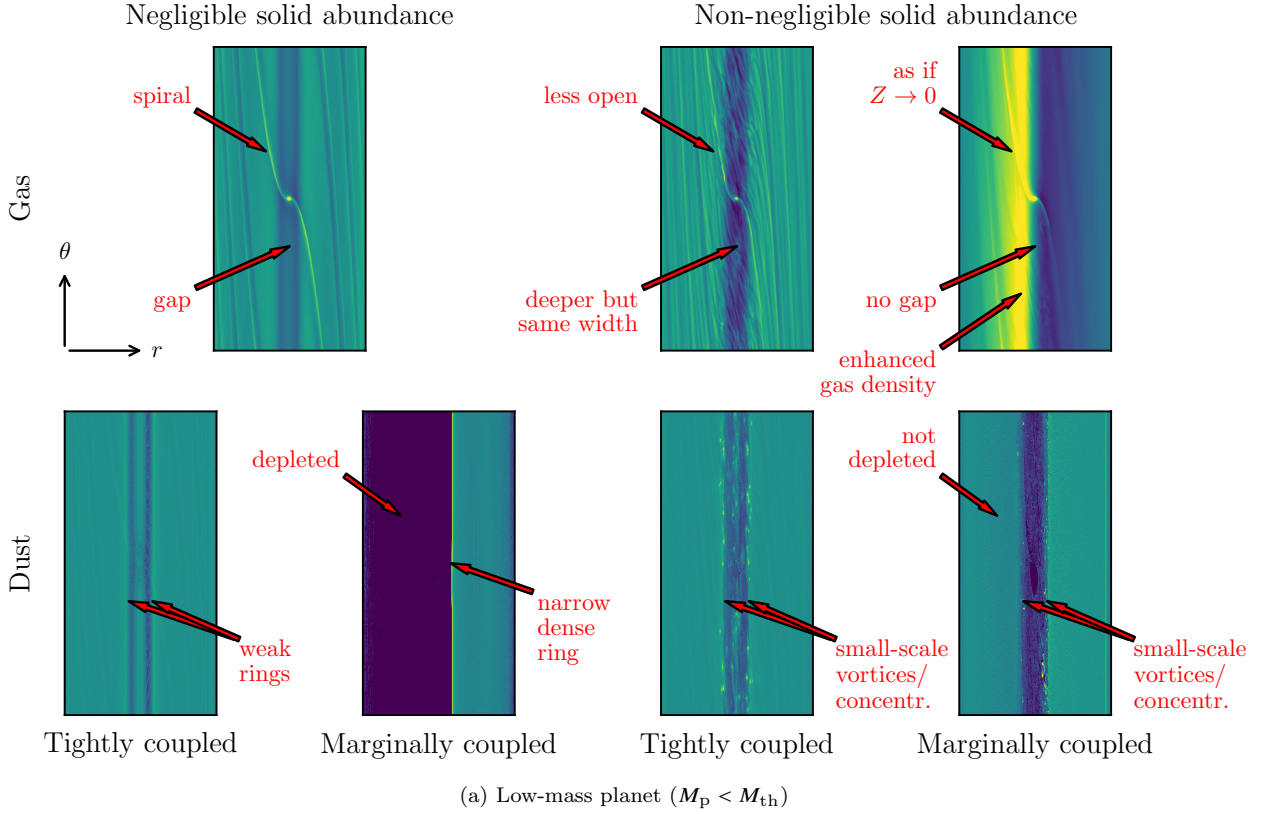 Negligible solid abundance
Non-negligible solid abundance
Gas
spiral
gap
θ
r
less open
deeper but
same width
as if
Z → 0
no gap
enhanced
gas density
Dust
depleted
weak
rings
narrow
dense
ring
small-scale
vortices/
concentr.
not
depleted
small-scale
vortices/
concentr.
Tightly coupled
Marginally coupled
Tightly coupled
Marginally coupled
(a) Low-mass planet (Mp < Mth)